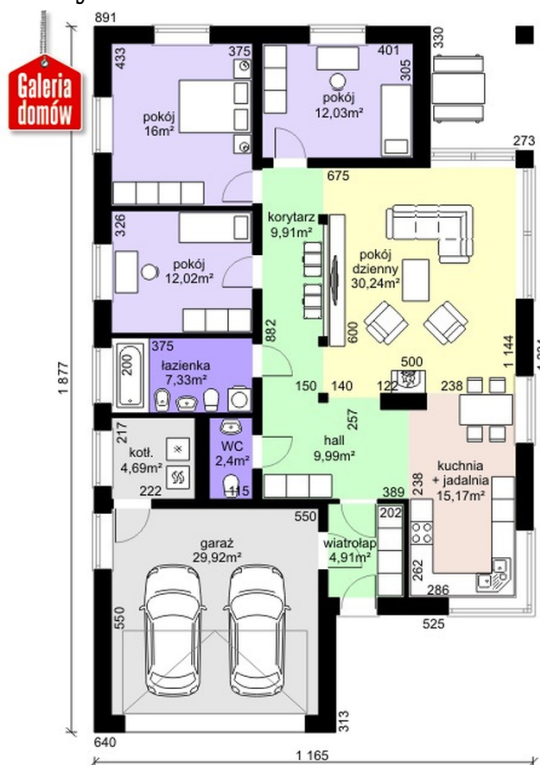 891
433
375
401
330
305
Galeria
domów
pokój
16m²
pokój
12,03m²
273
675
326
korytarz
9,91m²
pokój
12,02m²
pokój
dzienny
30,24m²
882
600
1 877
1 144
375
200
łazienka
7,33m²
500
150
140
122
238
217
257
kotł.
4,69m²
WC
2,4m²
hall
9,99m²
kuchnia
+ jadalnia
15,17m²
238
222
115
389
550
202
garaż
29,92m²
wiatrołap
4,91m²
262
286
550
525
313
640
1 165